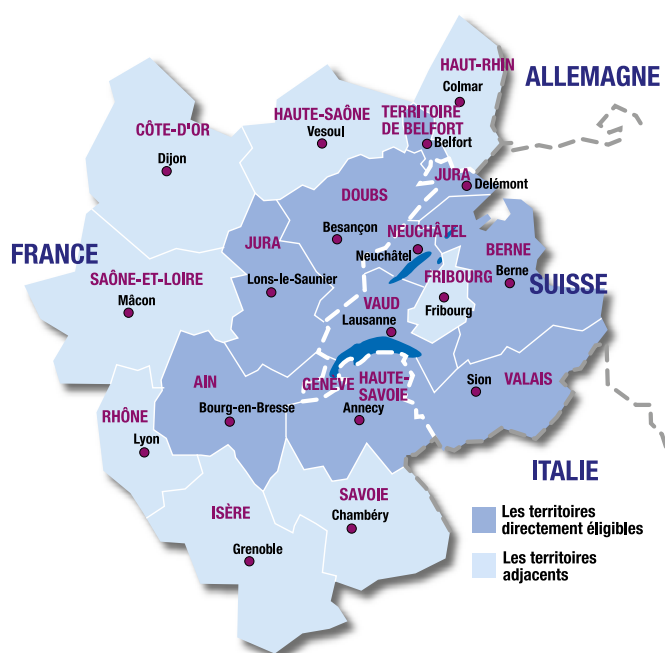 HAUT-RHIN
ALLEMAGNE
Colmar
HAUTE-SAÔNE
Vesoul
TERRITOIRE
DE BELFORT
Belfort
CÔTE-D'OR
Dijon
JURA
Delémont
DOUBS
Besançon
NEUCHÂTEL
Neuchâtel
BERNE
Berne
FRANCE
JURA
Lons-le-Saunier
SAÔNE-ET-LOIRE
Mâcon
FRIBOURG
Fribourg
SUISSE
VAUD
Lausanne
AIN
Bourg-en-Bresse
GENÈVE
HAUTE-
SAVOIE
Annecy
Sion
VALAIS
RHÔNE
Lyon
ITALIE
ISÈRE
Grenoble
SAVOIE
Chambéry
Les territoires
directement éligibles
Les territoires
adjacents